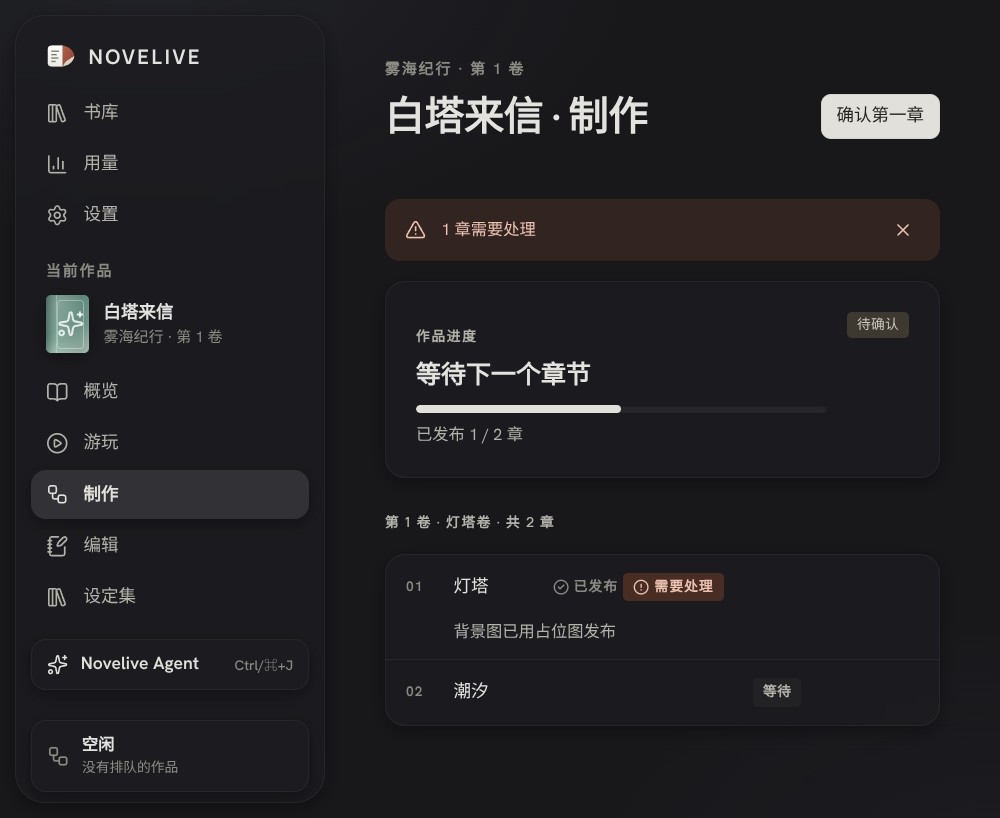 NOVELIVE
书库
用量
设置
当前作品
白塔来信
雾海纪行 · 第 1 卷
概览
游玩
制作
编辑
设定集
Novelive Agent
Ctrl/⌘+J
空闲
没有排队的作品
雾海纪行 · 第 1 卷
白塔来信 · 制作
确认第一章
1 章需要处理
作品进度
待确认
等待下一个章节
已发布 1 / 2 章
第 1 卷 · 灯塔卷 · 共 2 章
01 灯塔 已发布 需要处理
背景图已用占位图发布
02 潮汐 等待